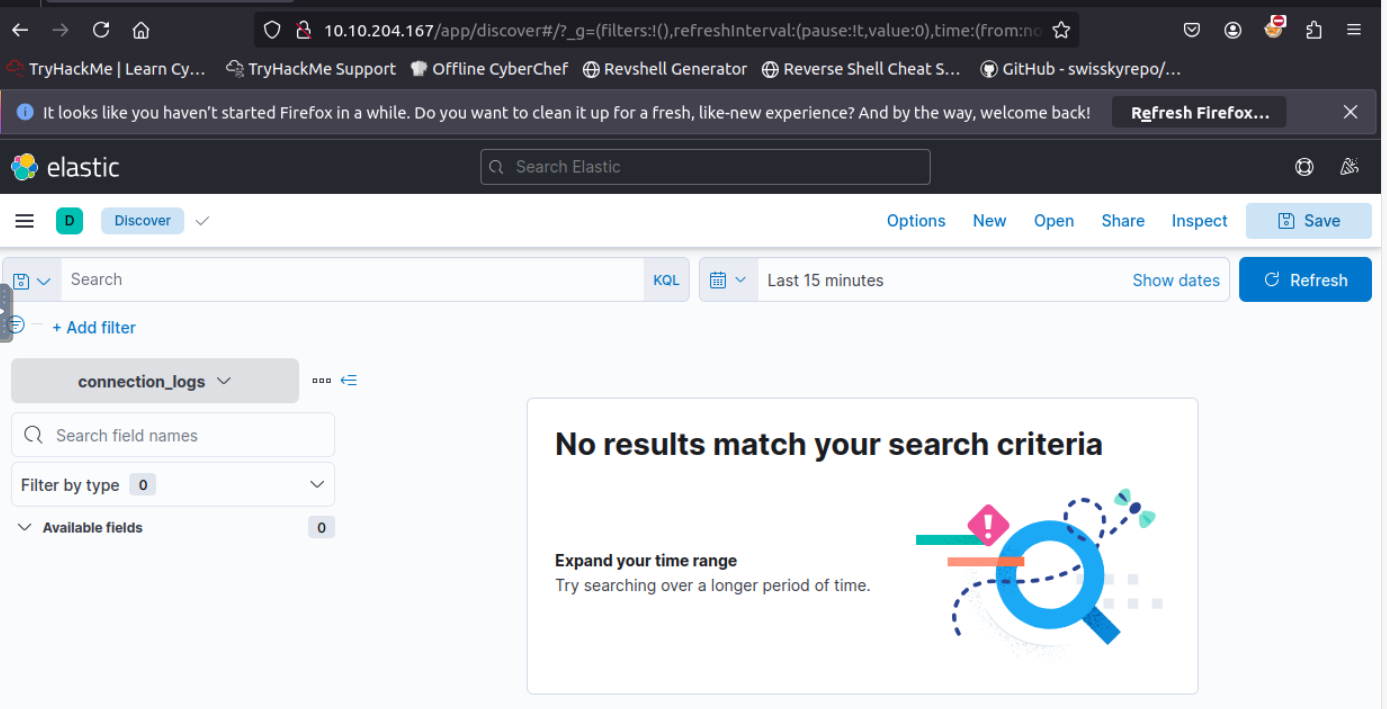 10.10.204.167/app/discover#/?_g=(filters:!(),refreshInterval:(pause:!t,value:0),time:(from:no
TryHackMe | Learn Cy... TryHackMe Support Offline CyberChef Revshell Generator Reverse Shell Cheat S... GitHub - swisskyrepo/...
It looks like you haven't started Firefox in a while. Do you want to clean it up for a fresh, like-new experience? And by the way, welcome back! Refresh Firefox...
elastic Search Elastic
D Discover Options New Open Share Inspect Save
Search KQL Last 15 minutes Show dates Refresh
+ Add filter
connection_logs
Search field names
No results match your search criteria
Filter by type 0
Available fields 0
Expand your time range
Try searching over a longer period of time.